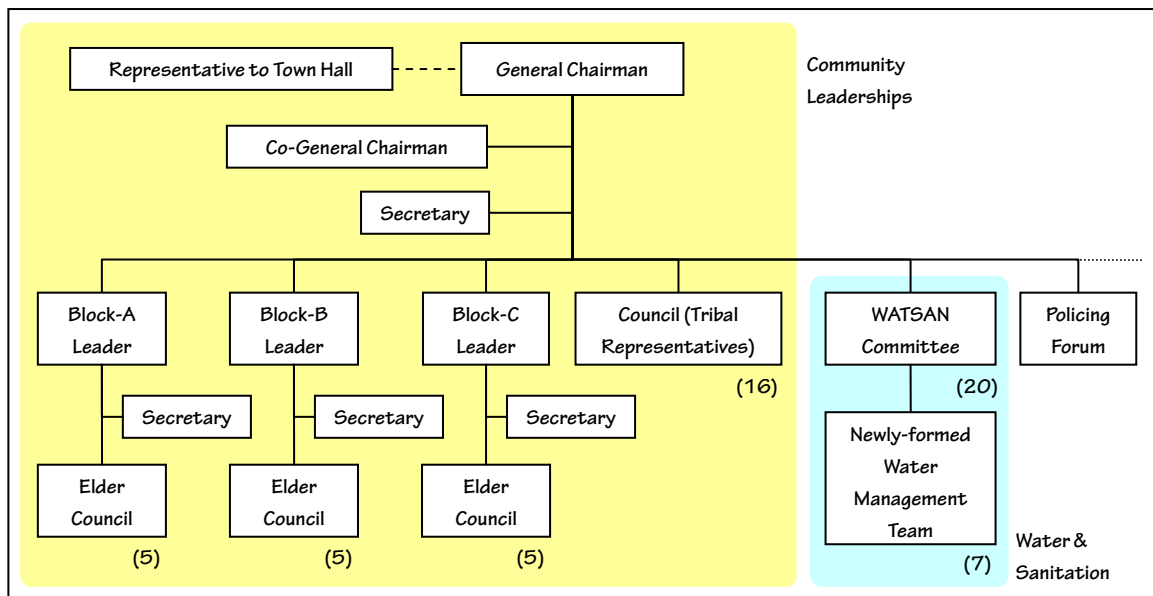 Representative to Town Hall
General Chairman
Community
Leaderships
Co-General Chairman
Secretary
Block-A
Leader
Block-B
Leader
Block-C
Leader
Council (Tribal
Representatives)
WATSAN
Committee
Policing
Forum
(16)
(20)
Secretary
Secretary
Secretary
Newly-formed
Water
Management
Team
Elder
Council
Elder
Council
Elder
Council
(5)
(5)
(5)
(7)
Water &
Sanitation